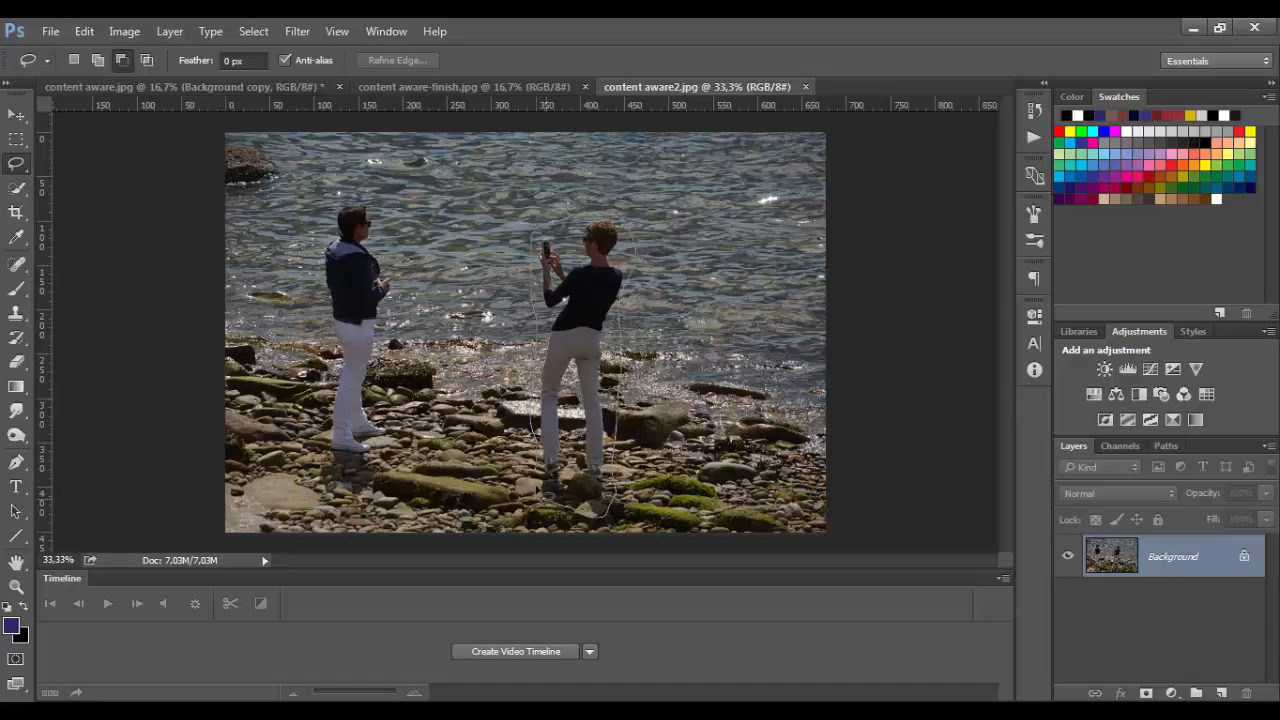 Ps File Edit Image Layer Type Select Filter View Window Help
Feather: 0 px Anti-alias Refine Edge... Essentials
content aware.jpg @ 16,7% (Background copy, RGB/8#) * × content aware-finish.jpg @ 16,7% (RGB/8#) × content aware2.jpg @ 33,3% (RGB/8#) ×
150 100 50 0 50 100 150 200 250 300 350 400 450 500 550 600 650 700 750 800 850
Color Swatches
Libraries Adjustments Styles
Add an adjustment
Layers Channels Paths
Kind
Normal Opacity: 100%
Lock: Fill: 100%
Background
33,33% Doc: 7,03M/7,03M
Timeline
Create Video Timeline